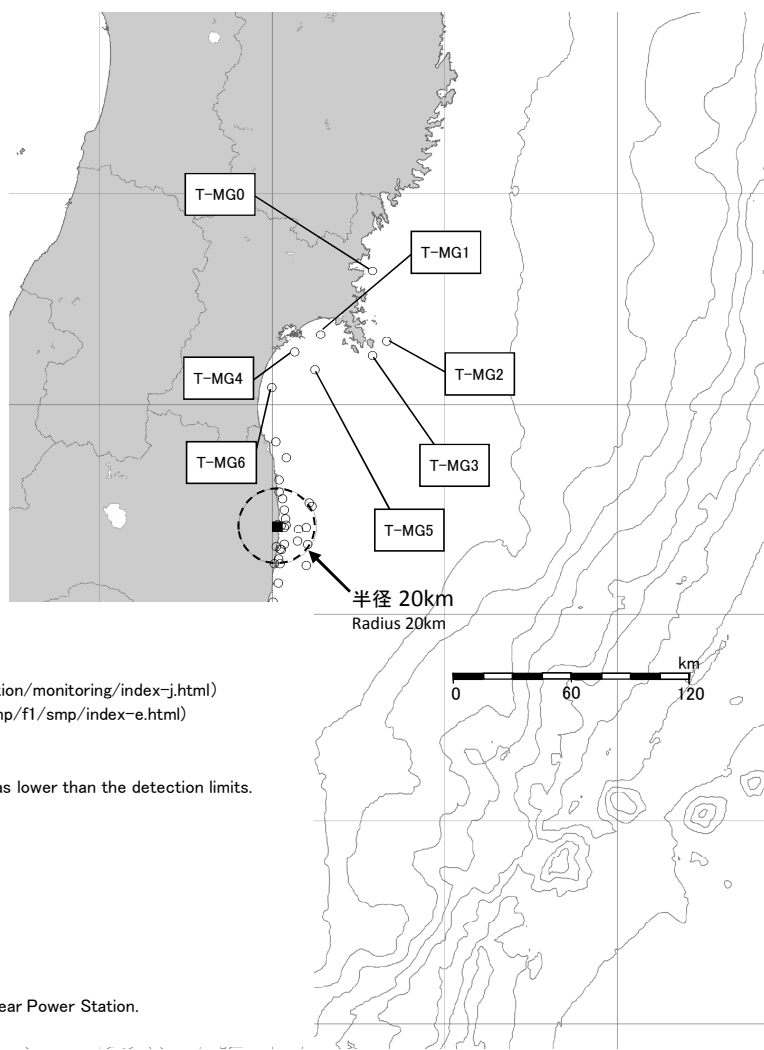 T-MG0
T-MG1
T-MG4
T-MG2
T-MG6
T-MG3
T-MG5
半径 20km
Radius 20km
km
0 60 120
tion/monitoring/index-j.html)
np/f1/smp/index-e.html)
as lower than the detection limits.
ear Power Station.